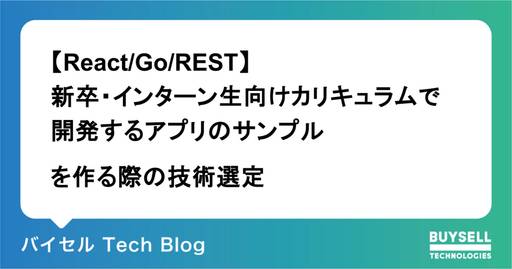 【React/Go/REST】
新卒・インターン生向けカリキュラムで
開発するアプリのサンプル
を作る際の技術選定
バイセル Tech Blog
BUYSELL
TECHNOLOGIES